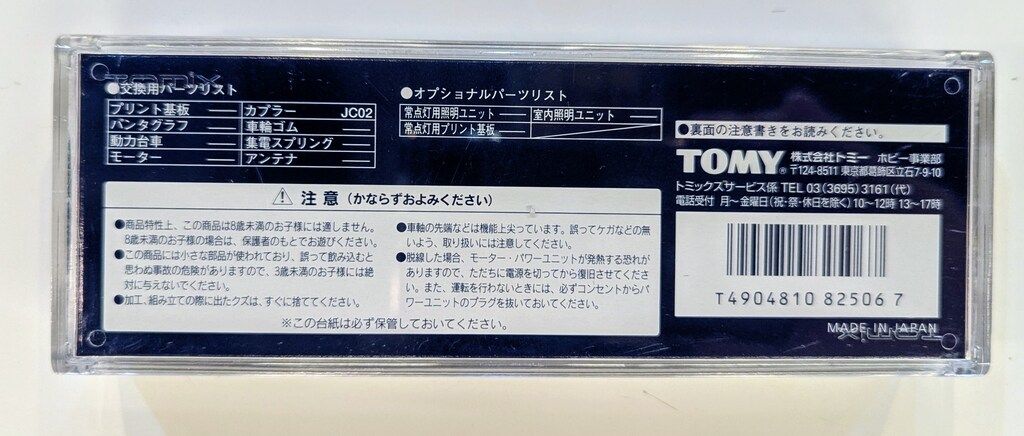 TOMIX
●交換用パーツリスト
プリント基板 ―― カプラー JC02
パンタグラフ ―― 車輪ゴム ――
動力台車 ―― 集電スプリング ――
モーター ―― アンテナ ――
●オプショナルパーツリスト
常点灯用照明ユニット ―― 室内照明ユニット ――
常点灯用プリント基板 ――
●裏面の注意書きをお読みください。
TOMY® 株式会社トミー ホビー事業部
〒124-8511 東京都葛飾区立石7-9-10
トミックスサービス係 TEL 03(3695)3161(代)
電話受付 月〜金曜日(祝・祭・休日を除く)10〜12時 13〜17時
⚠ 注意(かならずおよみください)
●商品特性上、この商品は8歳未満のお子様には適しません。
8歳未満のお子様の場合は、保護者のもとでお遊びください。
●この商品には小さな部品が使われており、誤って飲み込むと
思わぬ事故の危険がありますので、3歳未満のお子様には絶
対に与えないでください。
●加工、組み立ての際に出たクズは、すぐに捨ててください。
●車軸の先端などは機能上尖っています。誤ってケガなどの無
いよう、取り扱いには注意してください。
●脱線した場合、モーター・パワーユニットが発熱する恐れが
ありますので、ただちに電源を切ってから復旧させてくださ
い。また、運転を行わないときには、必ずコンセントからパ
ワーユニットのプラグを抜いておいてください。
※この台紙は必ず保管しておいてください。
T4904810 82506 7
MADE IN JAPAN
TOMIX